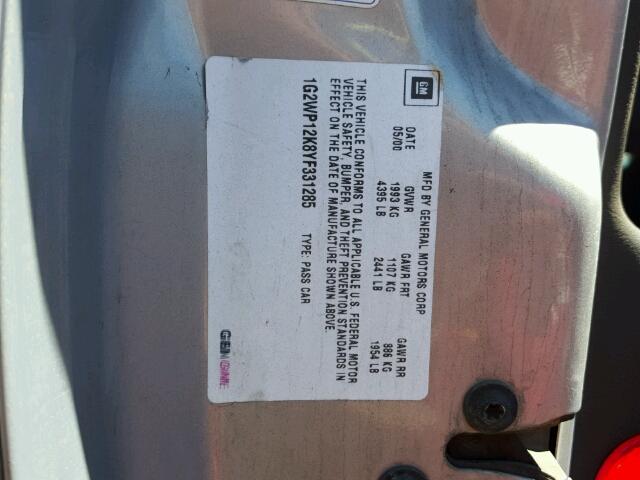 GM
MFD BY GENERAL MOTORS CORP
DATE GVWR GAWR FRT GAWR RR
05/00 1993 KG 1107 KG 886 KG
4395 LB 2441 LB 1954 LB
THIS VEHICLE CONFORMS TO ALL APPLICABLE U.S. FEDERAL MOTOR
VEHICLE SAFETY, BUMPER, AND THEFT PREVENTION STANDARDS IN
EFFECT ON THE DATE OF MANUFACTURE SHOWN ABOVE.
1G2WP12K8YF331285 TYPE: PASS CAR